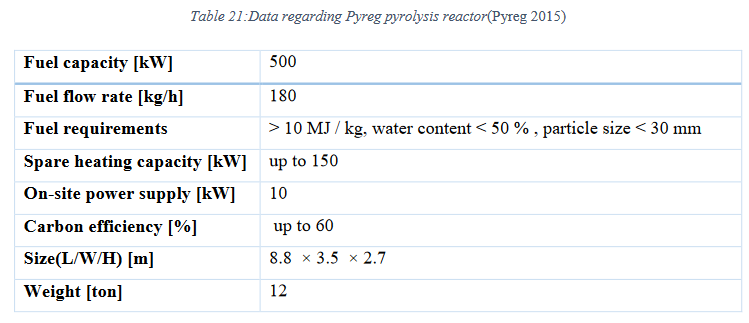 Table 21:Data regarding Pyreg pyrolysis reactor(Pyreg 2015)
Fuel capacity [kW] 500
Fuel flow rate [kg/h] 180
Fuel requirements > 10 MJ / kg, water content < 50 % , particle size < 30 mm
Spare heating capacity [kW] up to 150
On-site power supply [kW] 10
Carbon efficiency [%] up to 60
Size(L/W/H) [m] 8.8 × 3.5 × 2.7
Weight [ton] 12